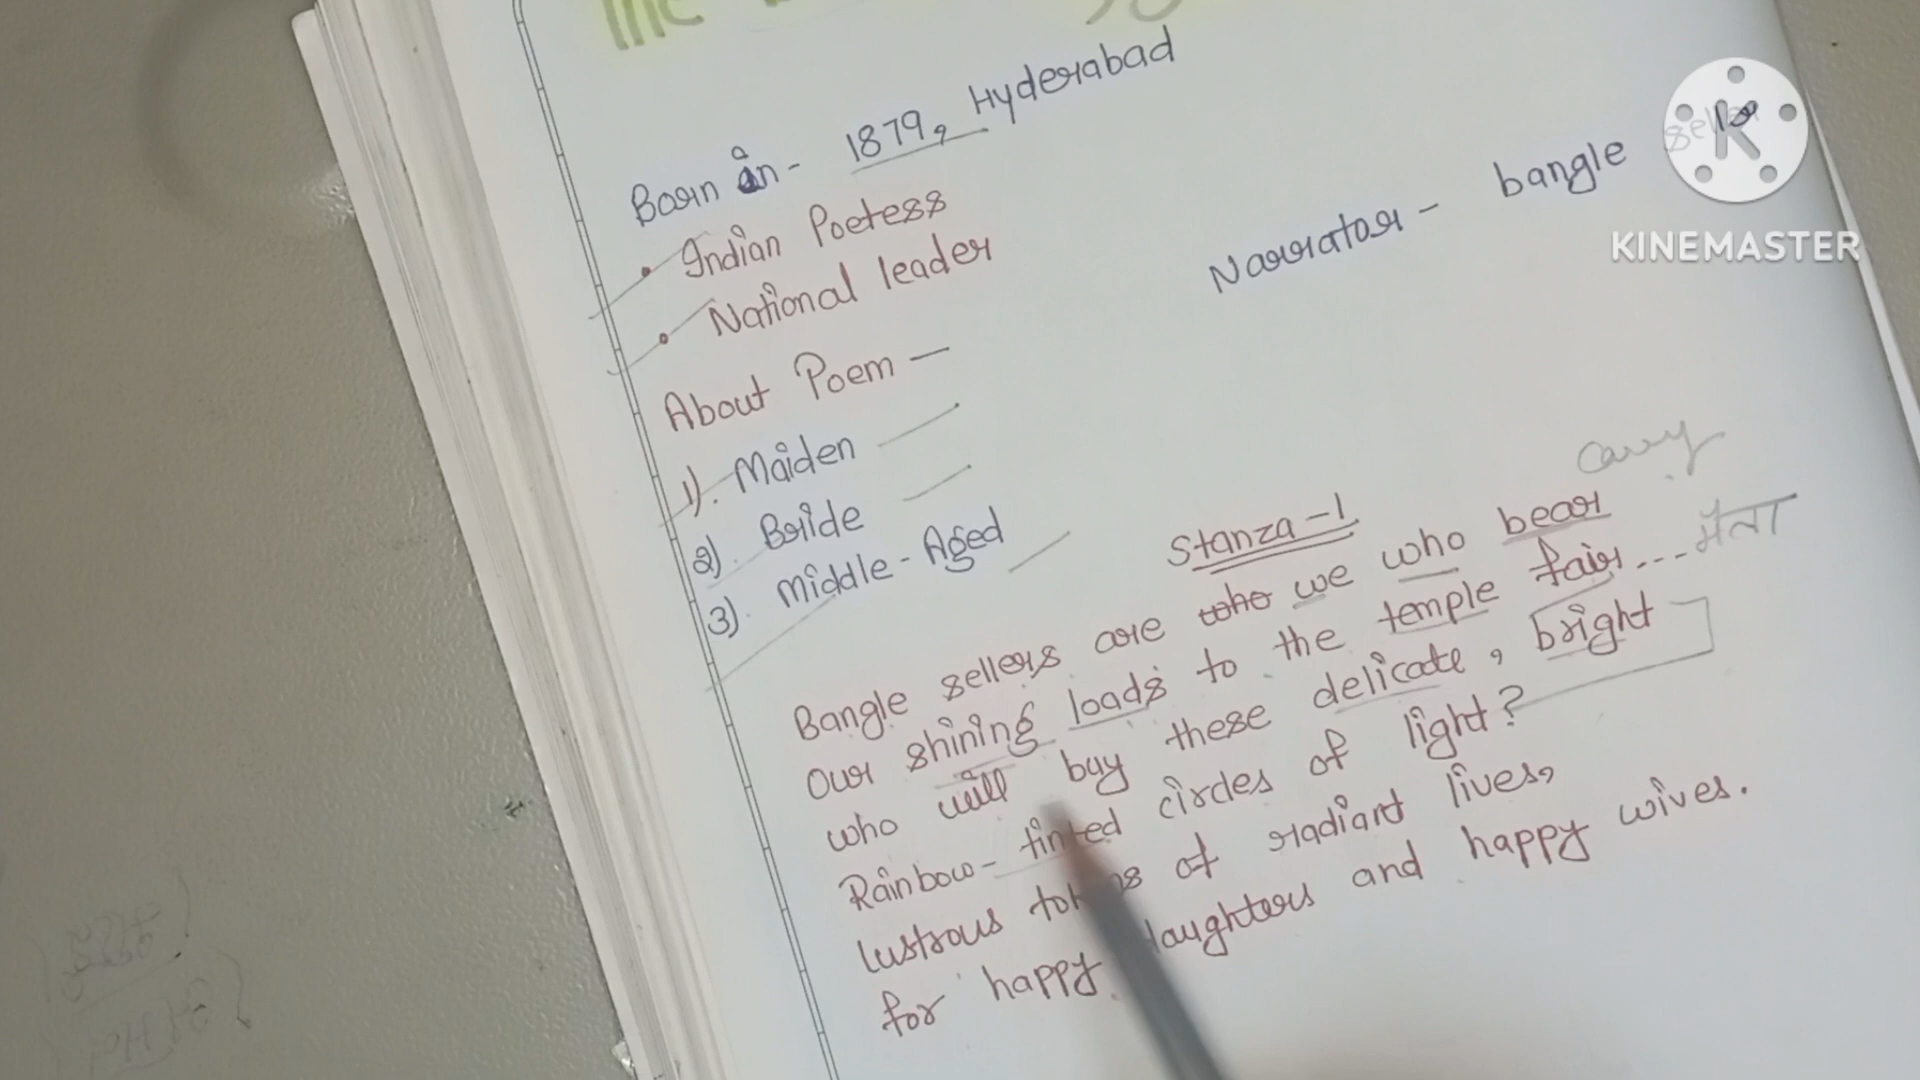 The
Born in - 1879, Hyderabad
• Indian Poetess
• National leader
Narrator - bangle seller
KINEMASTER
About Poem —
1). Maiden
2). Bride
3). Middle-Aged
Stanza-1
carry
Bangle sellers are who we who bear
Our shining loads to the temple fair... मेला
who will buy these delicate, bright
Rainbow-tinted circles of light?
lustrous tokens of radiant lives,
for happy daughters and happy wives.